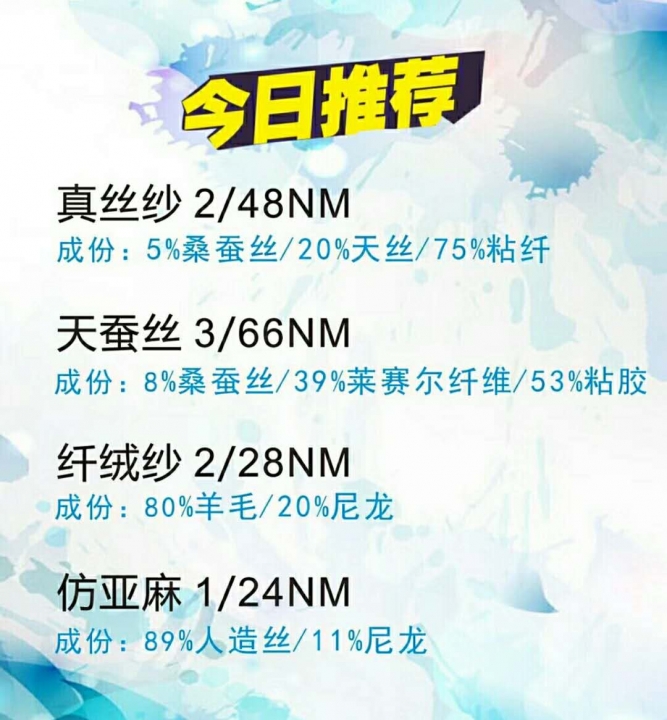 今日推荐
真丝纱 2/48NM
成份：5%桑蚕丝/20%天丝/75%粘纤
天蚕丝 3/66NM
成份：8%桑蚕丝/39%莱赛尔纤维/53%粘胶
纤绒纱 2/28NM
成份：80%羊毛/20%尼龙
仿亚麻 1/24NM
成份：89%人造丝/11%尼龙